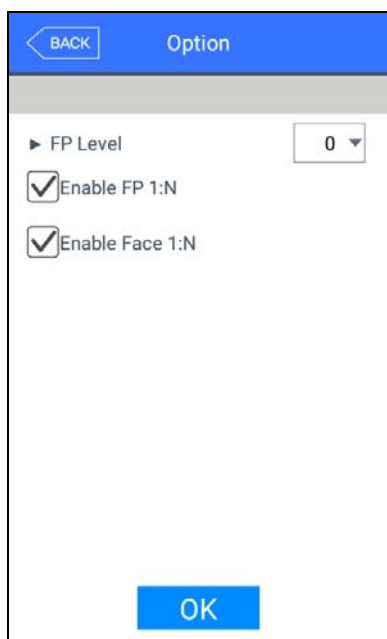 BACK Option
► FP Level 0 ▼
Enable FP 1:N
Enable Face 1:N
OK